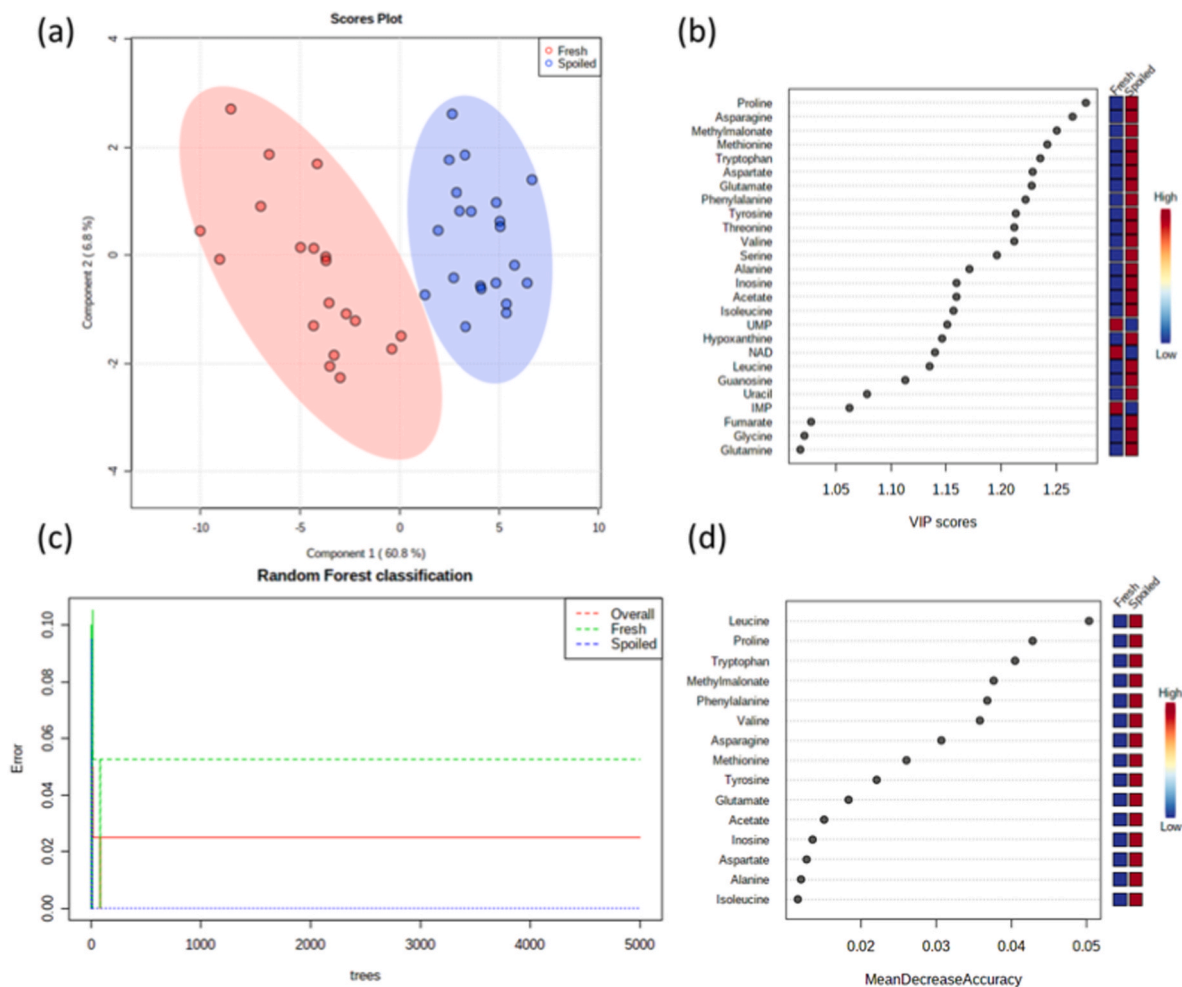 (a)
Scores Plot
Fresh
Spoiled
4
2
0
-2
-4
Component 2 ( 6.8 %)
-10
-5
0
5
10
Component 1 ( 60.8 %)
(b)
Fresh
Spoiled
Proline
Asparagine
Methylmalonate
Methionine
Tryptophan
Aspartate
Glutamate
Phenylalanine
Tyrosine
Threonine
Valine
Serine
Alanine
Inosine
Acetate
Isoleucine
UMP
Hypoxanthine
NAD
Leucine
Guanosine
Uracil
IMP
Fumarate
Glycine
Glutamine
High
Low
1.05
1.10
1.15
1.20
1.25
VIP scores
(c)
Random Forest classification
Overall
Fresh
Spoiled
0.10
0.08
0.06
0.04
0.02
0.00
Error
0
1000
2000
3000
4000
5000
trees
(d)
Fresh
Spoiled
Leucine
Proline
Tryptophan
Methylmalonate
Phenylalanine
Valine
Asparagine
Methionine
Tyrosine
Glutamate
Acetate
Inosine
Aspartate
Alanine
Isoleucine
High
Low
0.02
0.03
0.04
0.05
MeanDecreaseAccuracy